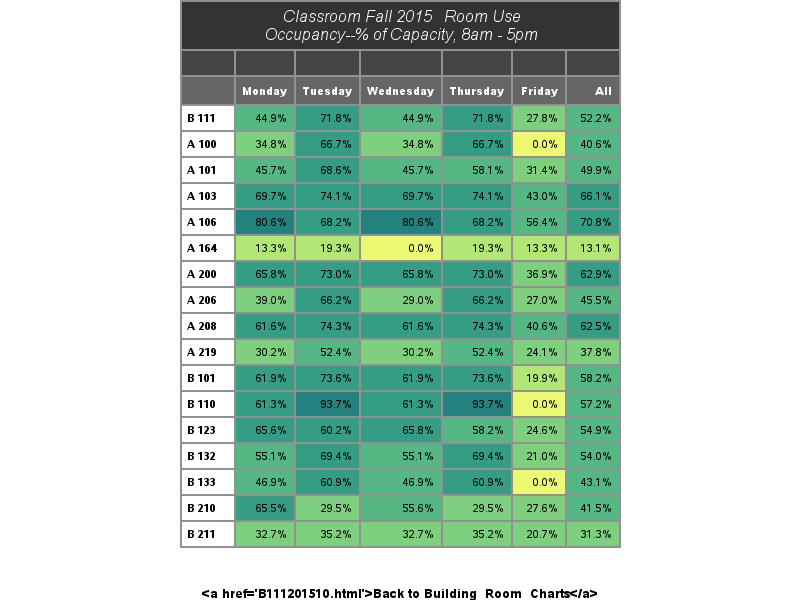 Classroom Fall 2015 Room Use
Occupancy--% of Capacity, 8am - 5pm
Monday Tuesday Wednesday Thursday Friday All
B 111 44.9% 71.8% 44.9% 71.8% 27.8% 52.2%
A 100 34.8% 66.7% 34.8% 66.7% 0.0% 40.6%
A 101 45.7% 68.6% 45.7% 58.1% 31.4% 49.9%
A 103 69.7% 74.1% 69.7% 74.1% 43.0% 66.1%
A 106 80.6% 68.2% 80.6% 68.2% 56.4% 70.8%
A 164 13.3% 19.3% 0.0% 19.3% 13.3% 13.1%
A 200 65.8% 73.0% 65.8% 73.0% 36.9% 62.9%
A 206 39.0% 66.2% 29.0% 66.2% 27.0% 45.5%
A 208 61.6% 74.3% 61.6% 74.3% 40.6% 62.5%
A 219 30.2% 52.4% 30.2% 52.4% 24.1% 37.8%
B 101 61.9% 73.6% 61.9% 73.6% 19.9% 58.2%
B 110 61.3% 93.7% 61.3% 93.7% 0.0% 57.2%
B 123 65.6% 60.2% 65.8% 58.2% 24.6% 54.9%
B 132 55.1% 69.4% 55.1% 69.4% 21.0% 54.0%
B 133 46.9% 60.9% 46.9% 60.9% 0.0% 43.1%
B 210 65.5% 29.5% 55.6% 29.5% 27.6% 41.5%
B 211 32.7% 35.2% 32.7% 35.2% 20.7% 31.3%
<a href='B111201510.html'>Back to Building Room Charts</a>